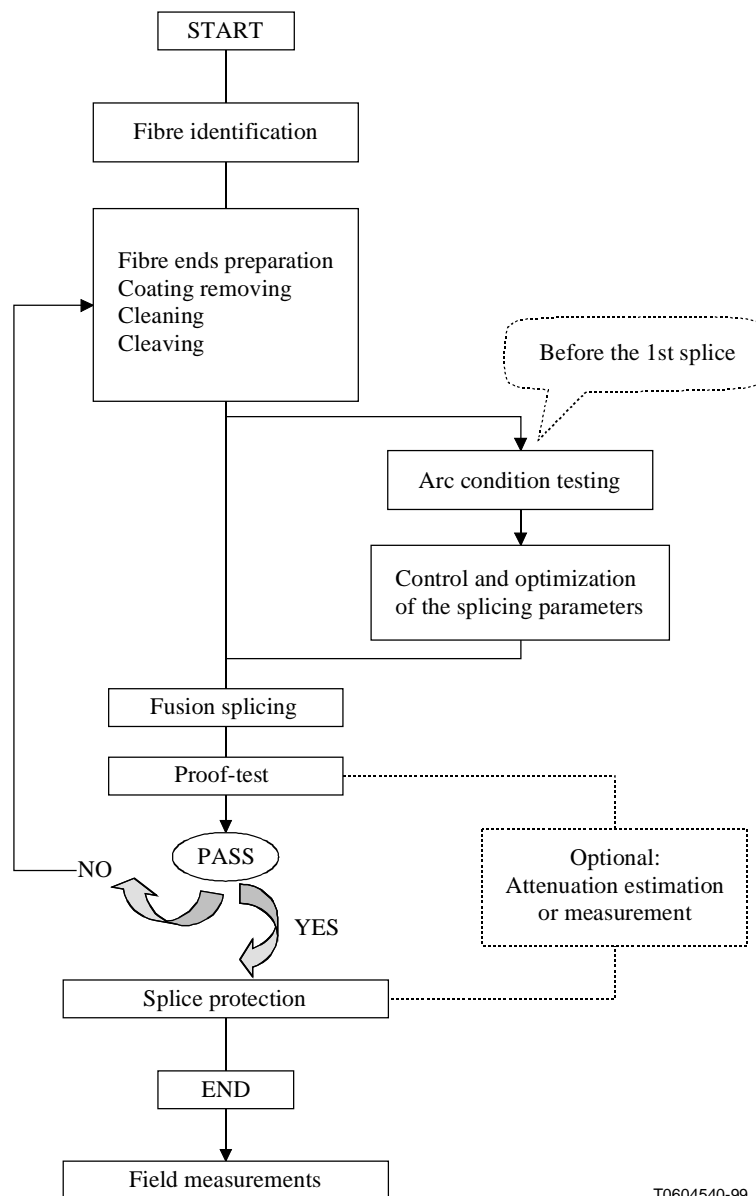 START
Fibre identification
Fibre ends preparation
Coating removing
Cleaning
Cleaving
Before the 1st splice
Arc condition testing
Control and optimization
of the splicing parameters
Fusion splicing
Proof-test
PASS
NO
YES
Optional:
Attenuation estimation
or measurement
Splice protection
END
Field measurements
T0604540-99